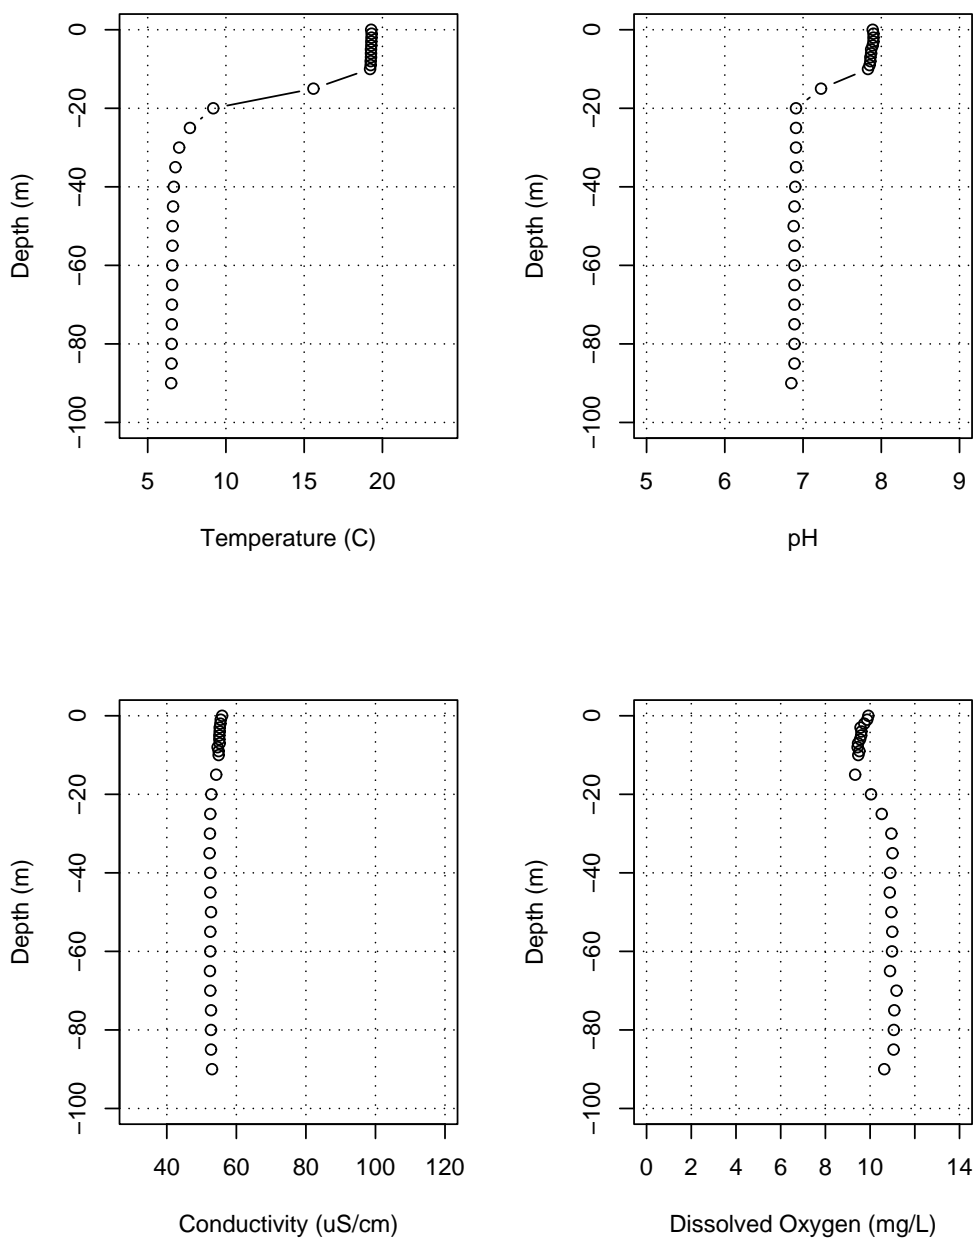 0
−20
−40
−60
−80
−100
Depth (m)
5 10 15 20
Temperature (C)
0
−20
−40
−60
−80
−100
Depth (m)
5 6 7 8 9
pH
0
−20
−40
−60
−80
−100
Depth (m)
40 60 80 100 120
Conductivity (uS/cm)
0
−20
−40
−60
−80
−100
Depth (m)
0 2 4 6 8 10 14
Dissolved Oxygen (mg/L)